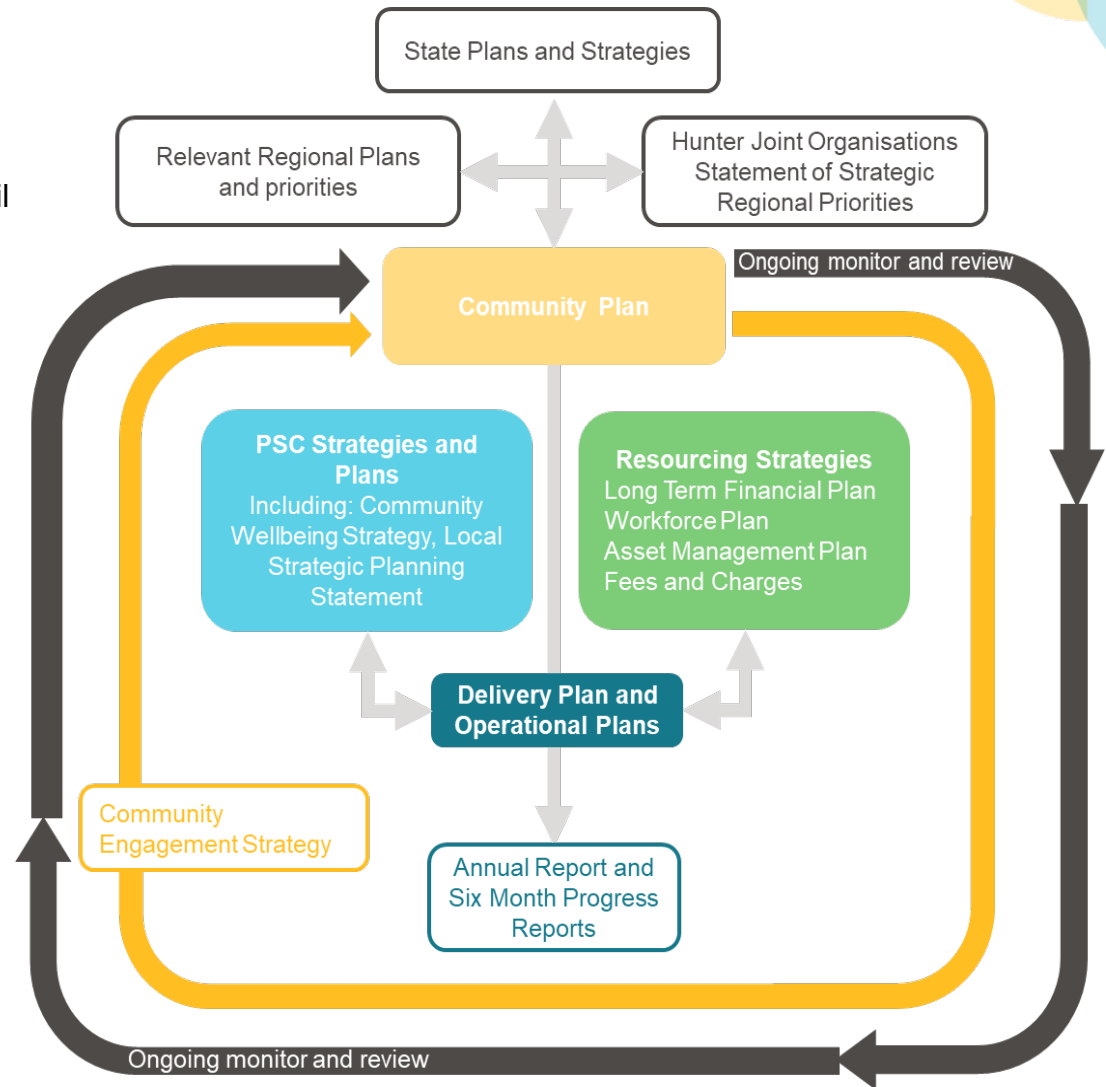 State Plans and Strategies
Relevant Regional Plans
and priorities
Hunter Joint Organisations
Statement of Strategic
Regional Priorities
il
Ongoing monitor and review
Community Plan
PSC Strategies and
Plans
Including: Community
Wellbeing Strategy, Local
Strategic Planning
Statement
Resourcing Strategies
Long Term Financial Plan
Workforce Plan
Asset Management Plan
Fees and Charges
Delivery Plan and
Operational Plans
Community
Engagement Strategy
Annual Report and
Six Month Progress
Reports
Ongoing monitor and review